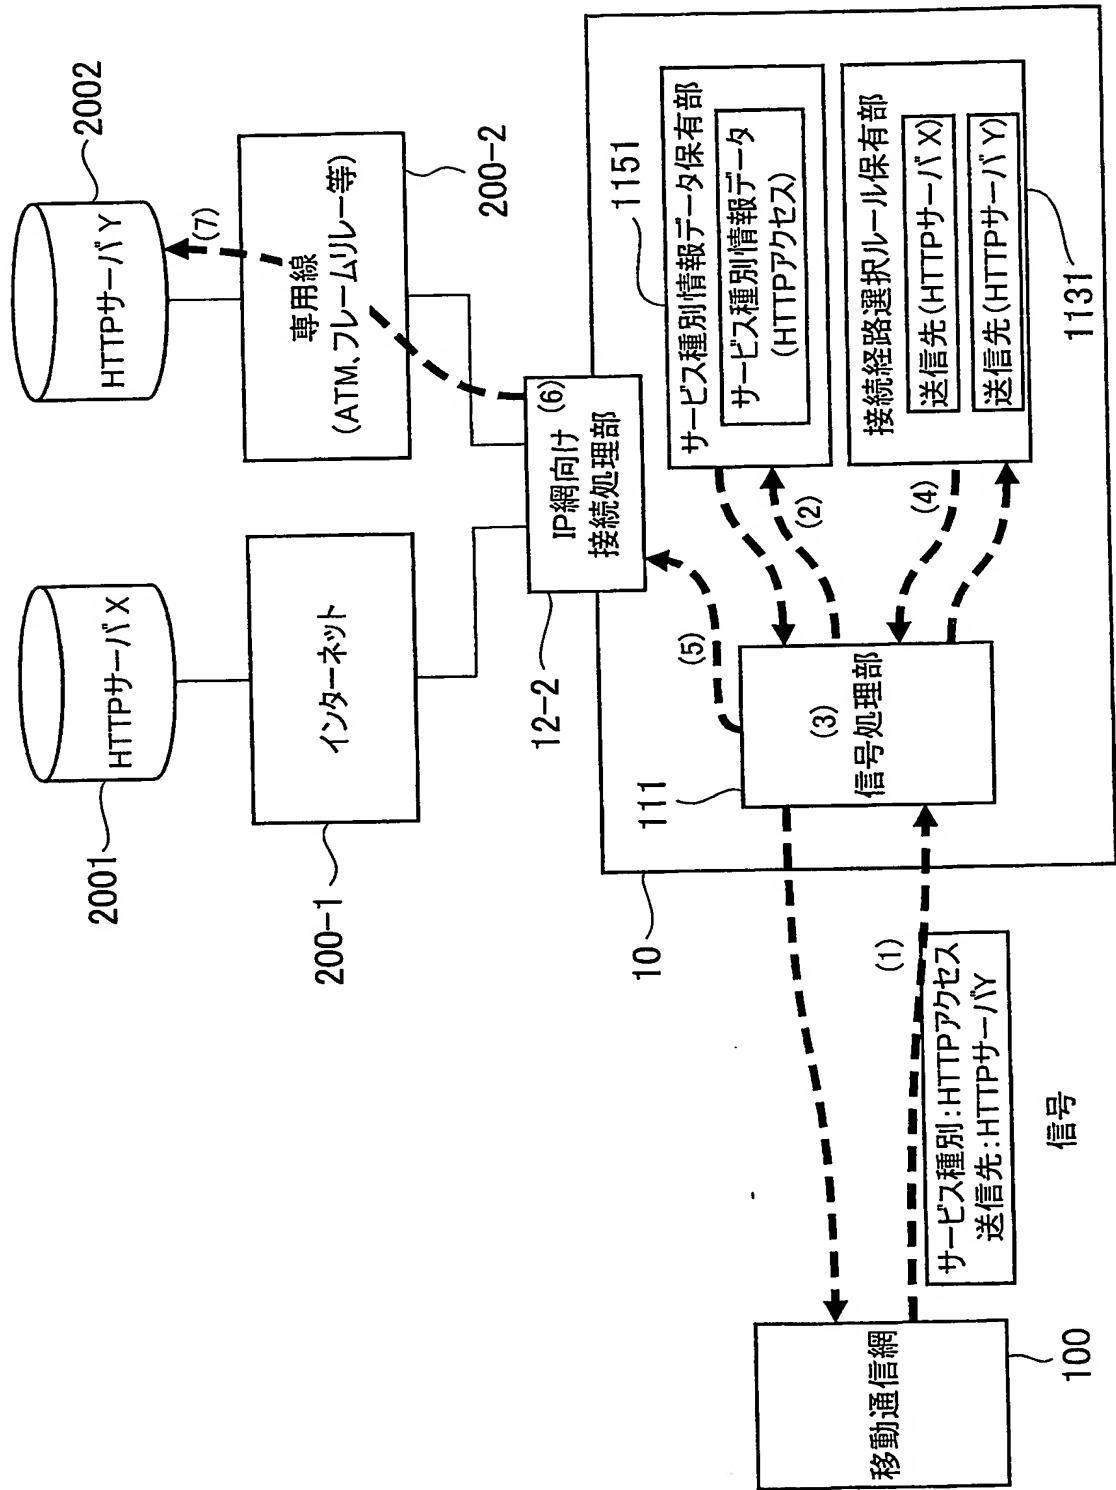 HTTPサーバX
2001
インターネット
200-1
HTTPサーバY
2002
(7)
専用線
(ATM、フレームリレー等)
200-2
IP網向け
接続処理部
(6)
12-2
(5)
10
111
(3)
信号処理部
サービス種別情報データ保有部
サービス種別情報データ
(HTTPアクセス)
1151
(2)
(4)
接続経路選択ルール保有部
送信先(HTTPサーバX)
送信先(HTTPサーバY)
1131
(1)
サービス種別:HTTPアクセス
送信先:HTTPサーバY
信号
移動通信網
100